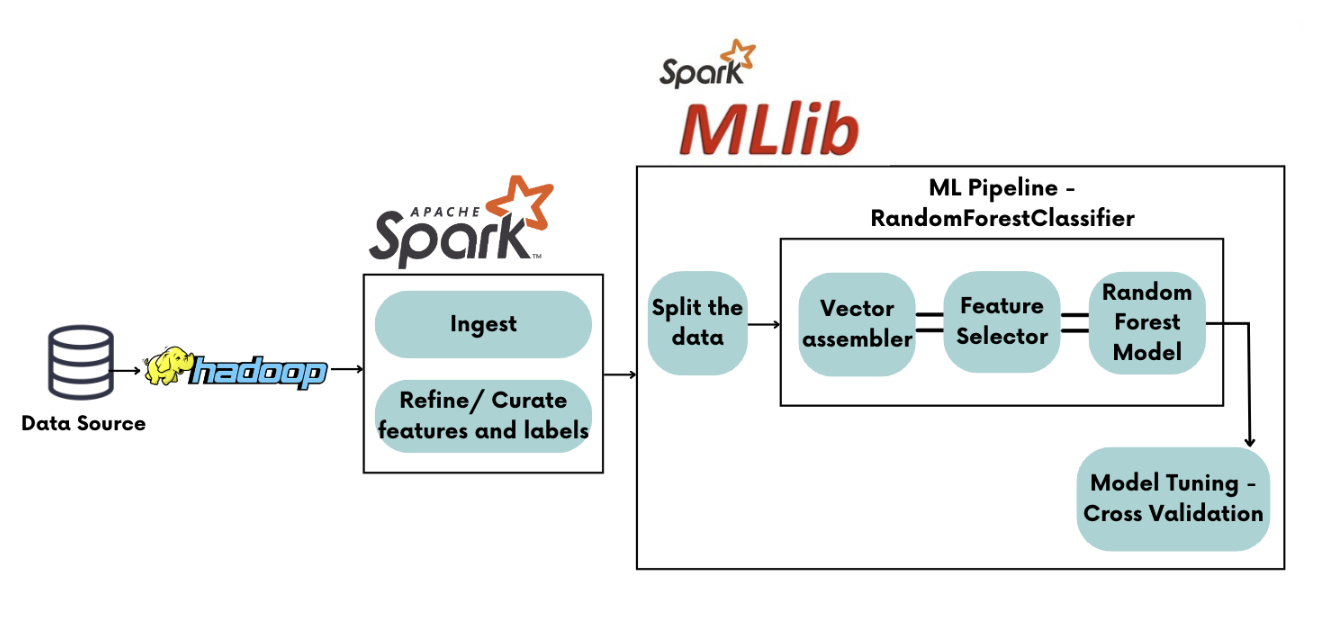 Spark
MLlib
ML Pipeline -
RandomForestClassifier
APACHE
Spark™
Split the
data
Vector
assembler
Feature
Selector
Random
Forest
Model
Ingest
Refine/ Curate
features and labels
hadoop
Data Source
Model Tuning -
Cross Validation